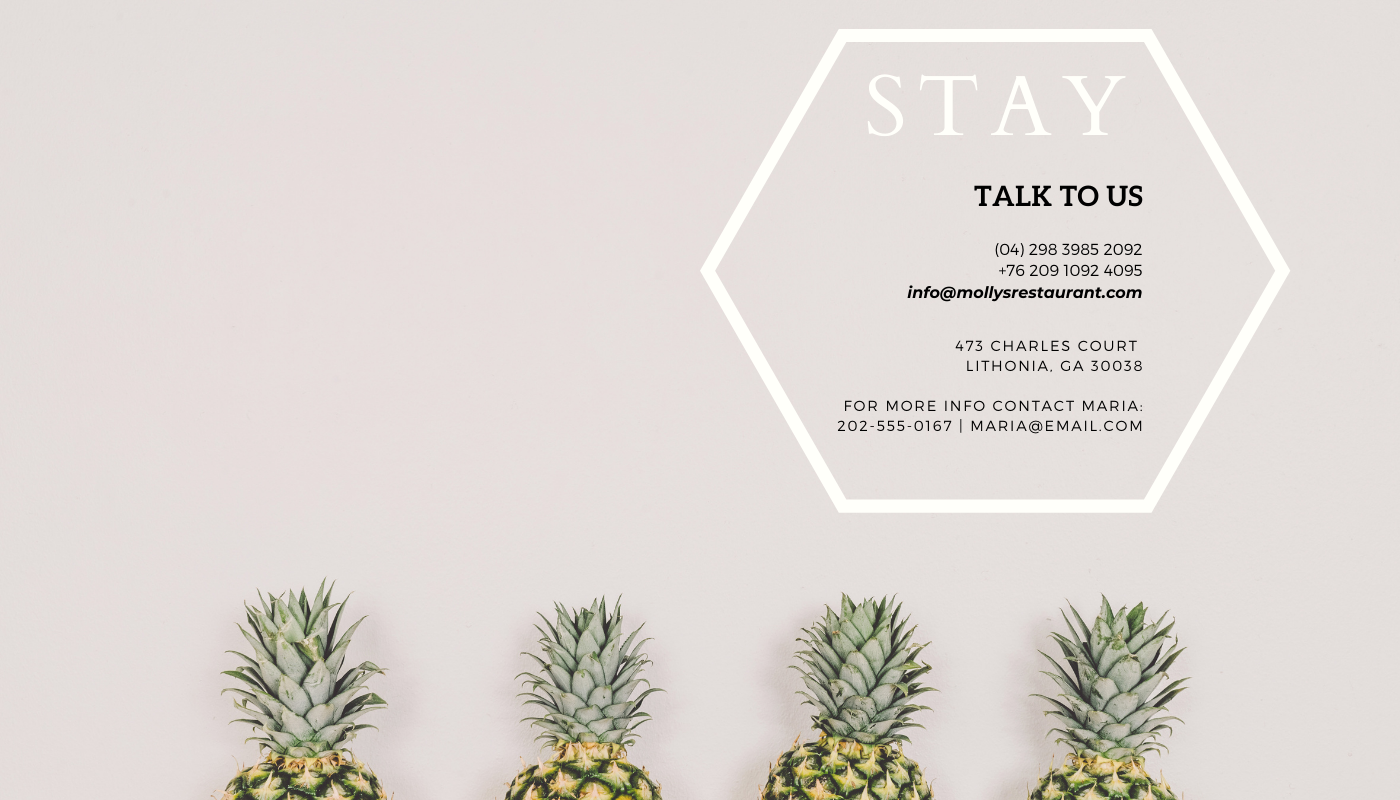 STAY
TALK TO US
(04) 298 3985 2092
+76 209 1092 4095
info@mollysrestaurant.com
473 CHARLES COURT
LITHONIA, GA 30038
FOR MORE INFO CONTACT MARIA:
202-555-0167 | MARIA@EMAIL.COM